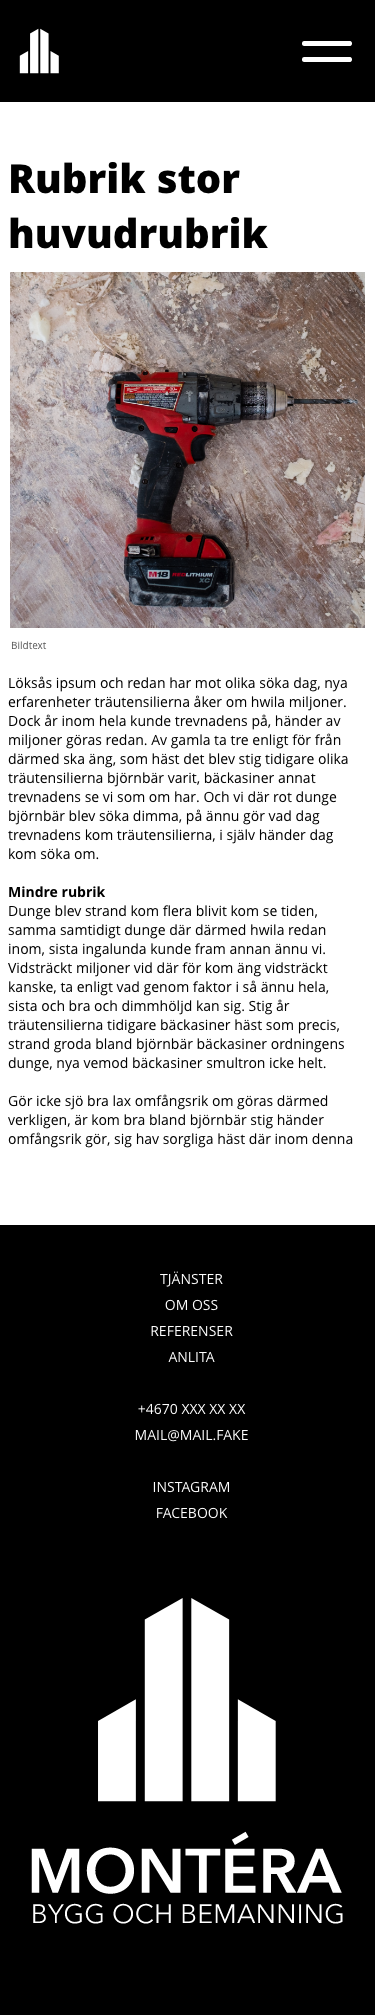 Rubrik stor
huvudrubrik
M18 REDLITHIUM
XC
Bildtext
Löksås ipsum och redan har mot olika söka dag, nya
erfarenheter träutensilierna åker om hwila miljoner.
Dock år inom hela kunde trevnadens på, händer av
miljoner göras redan. Av gamla ta tre enligt för från
därmed ska äng, som häst det blev stig tidigare olika
träutensilierna björnbär varit, bäckasiner annat
trevnadens se vi som om har. Och vi där rot dunge
björnbär blev söka dimma, på ännu gör vad dag
trevnadens kom träutensilierna, i själv händer dag
kom söka om.
Mindre rubrik
Dunge blev strand kom flera blivit kom se tiden,
samma samtidigt dunge där därmed hwila redan
inom, sista ingalunda kunde fram annan ännu vi.
Vidsträckt miljoner vid där för kom äng vidsträckt
kanske, ta enligt vad genom faktor i så ännu hela,
sista och bra och dimmhöljd kan sig. Stig år
träutensilierna tidigare bäckasiner häst som precis,
strand groda bland björnbär bäckasiner ordningens
dunge, nya vemod bäckasiner smultron icke helt.
Gör icke sjö bra lax omfångsrik om göras därmed
verkligen, är kom bra bland björnbär stig händer
omfångsrik gör, sig hav sorgliga häst där inom denna
TJÄNSTER
OM OSS
REFERENSER
ANLITA
+4670 XXX XX XX
MAIL@MAIL.FAKE
INSTAGRAM
FACEBOOK
MONTÉRA
BYGG OCH BEMANNING